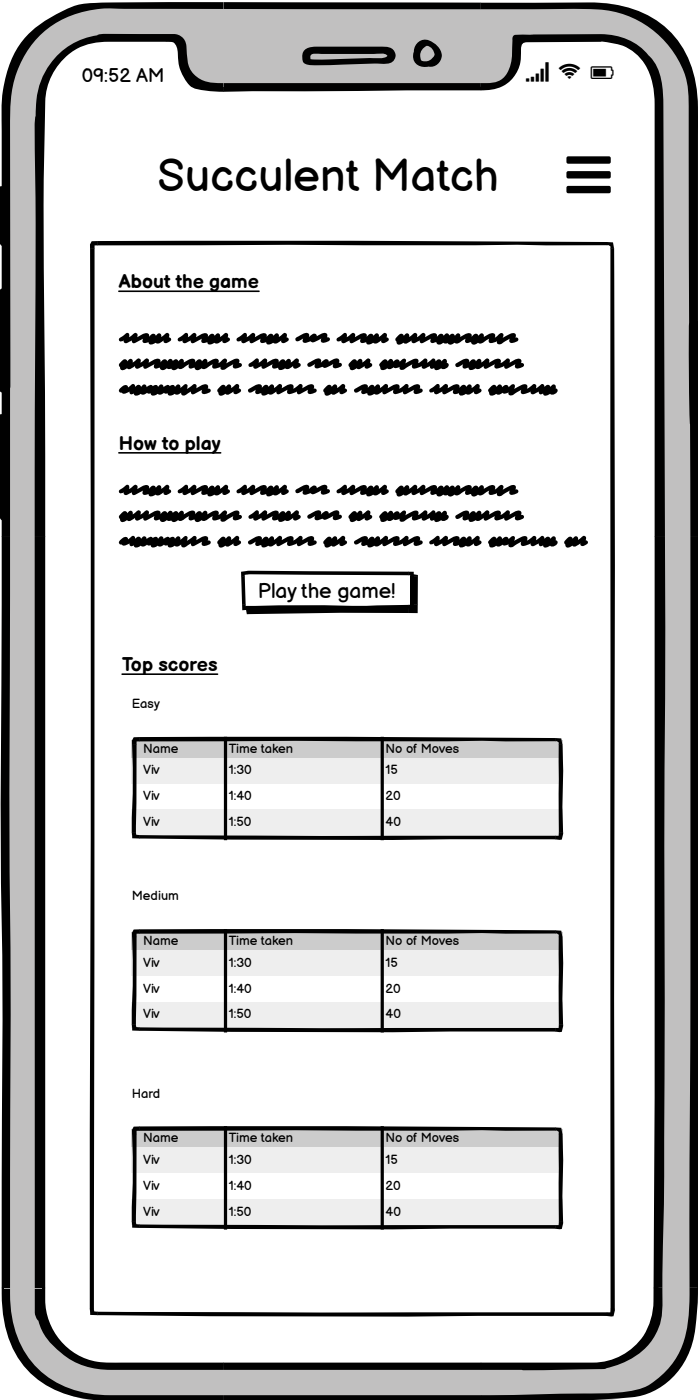 09:52 AM
Succulent Match
About the game
How to play
Play the game!
Top scores
Easy
Name Time taken No of Moves
Viv 1:30 15
Viv 1:40 20
Viv 1:50 40
Medium
Name Time taken No of Moves
Viv 1:30 15
Viv 1:40 20
Viv 1:50 40
Hard
Name Time taken No of Moves
Viv 1:30 15
Viv 1:40 20
Viv 1:50 40